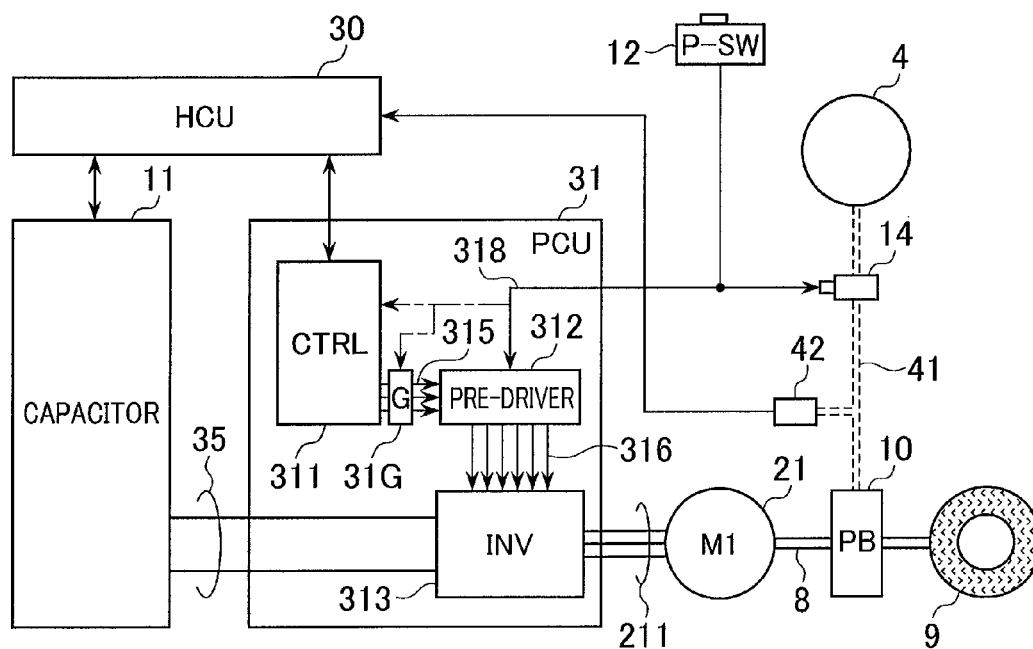 30
12
P-SW
4
HCU
11
31
PCU
318
14
CTRL
315
312
42
41
CAPACITOR
G
PRE-DRIVER
35
311
31G
316
10
21
INV
M1
PB
313
211
8
9